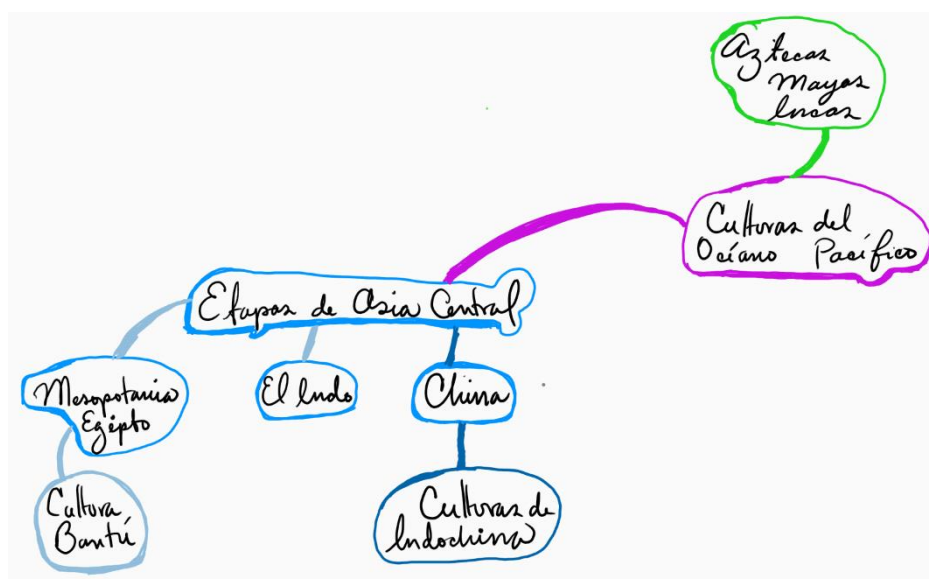 Aztecas
Mayas
Incas
Culturas del
Océano Pacífico
Etapas de Asia Central
Mesopotamia
Egipto
El Indo
China
Cultura
Bantú
Culturas de
Indochina